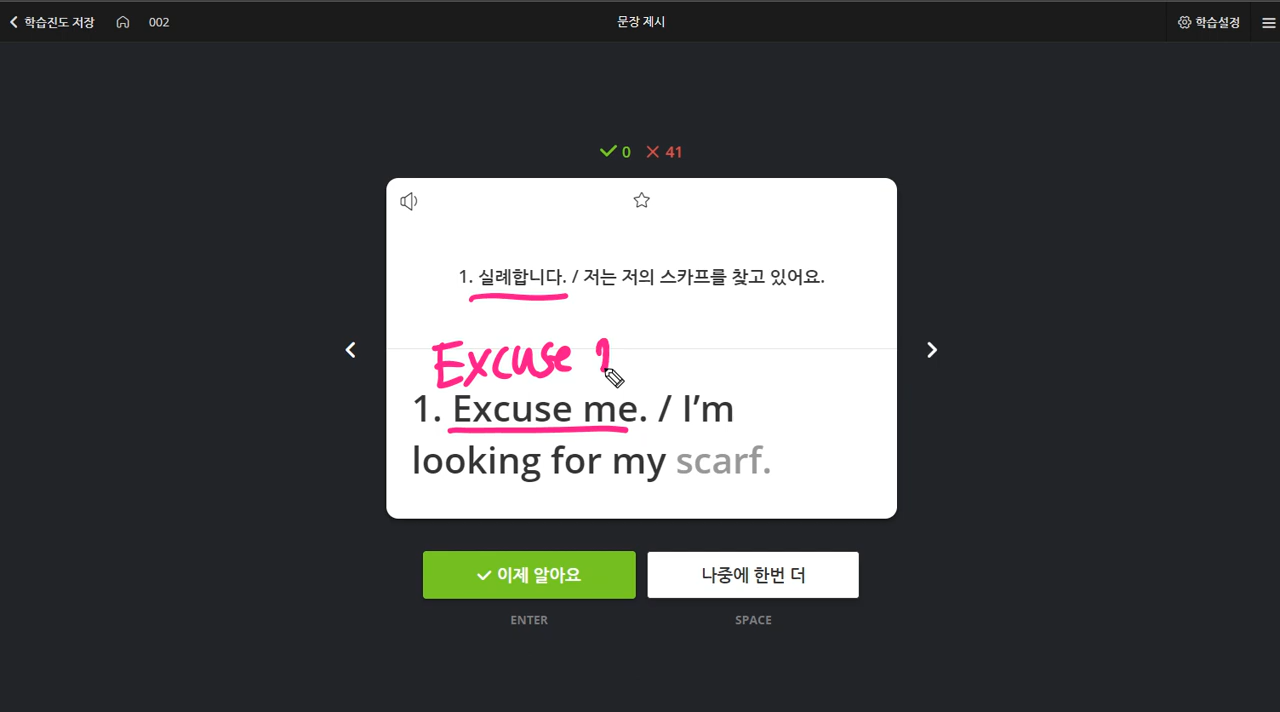 학습진도 저장 002 문장 제시 학습설정
0 41
1. 실례합니다. / 저는 저의 스카프를 찾고 있어요.
Excuse
1. Excuse me. / I’m
looking for my scarf.
이제 알아요 나중에 한번 더
ENTER SPACE